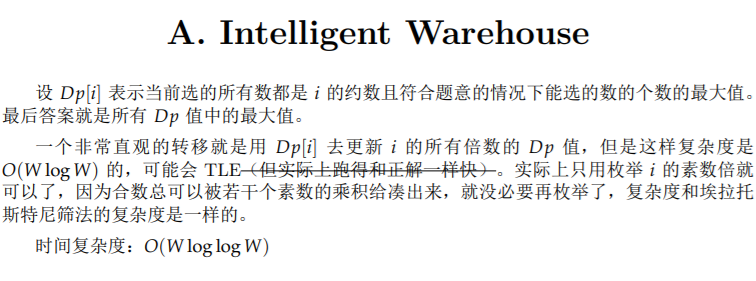 A. Intelligent Warehouse
设 Dp[i] 表示当前选的所有数都是 i 的约数且符合题意的情况下能选的数的个数的最大值。
最后答案就是所有 Dp 值中的最大值。
一个非常直观的转移就是用 Dp[i] 去更新 i 的所有倍数的 Dp 值，但是这样复杂度是
O(W log W) 的，可能会 TLE（但实际上跑得和正解一样快）。实际上只用枚举 i 的素数倍就
可以了，因为合数总可以被若干个素数的乘积给凑出来，就没必要再枚举了，复杂度和埃拉托
斯特尼筛法的复杂度是一样的。
时间复杂度：O(W log log W)